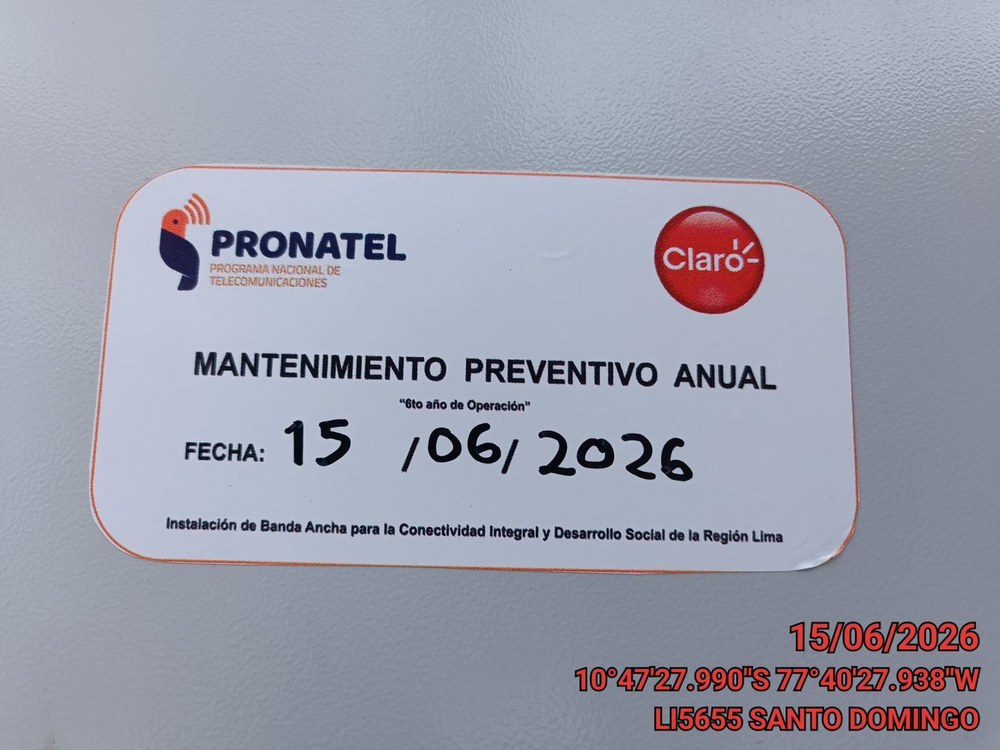 PRONATEL
PROGRAMA NACIONAL DE
TELECOMUNICACIONES
Claro
MANTENIMIENTO PREVENTIVO ANUAL
"6to año de Operación"
FECHA: 15 /06/ 2026
Instalación de Banda Ancha para la Conectividad Integral y Desarrollo Social de la Región Lima
15/06/2026
10°47'27.990"S 77°40'27.938"W
LI5655 SANTO DOMINGO